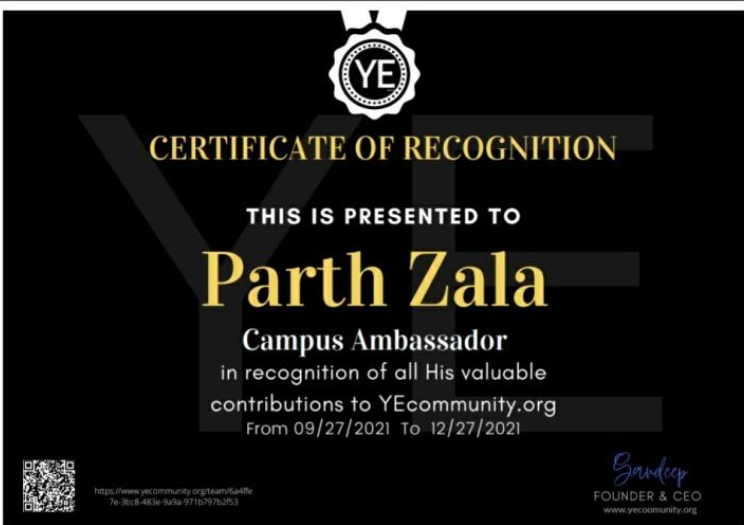 YE
CERTIFICATE OF RECOGNITION
THIS IS PRESENTED TO
Parth Zala
Campus Ambassador
in recognition of all His valuable
contributions to YEcommunity.org
From 09/27/2021 To 12/27/2021
https://www.yecommunity.org/team/6a4ffe
7e-3bc8-483e-9a9a-971b797b2f53
Sandeep
FOUNDER & CEO
www.yecoomunity.org